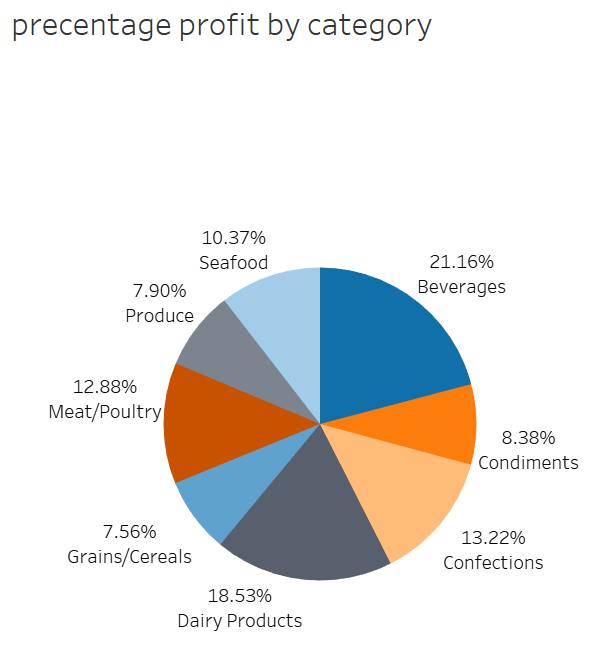 precentage profit by category
10.37%
Seafood
21.16%
Beverages
7.90%
Produce
12.88%
Meat/Poultry
8.38%
Condiments
7.56%
Grains/Cereals
13.22%
Confections
18.53%
Dairy Products